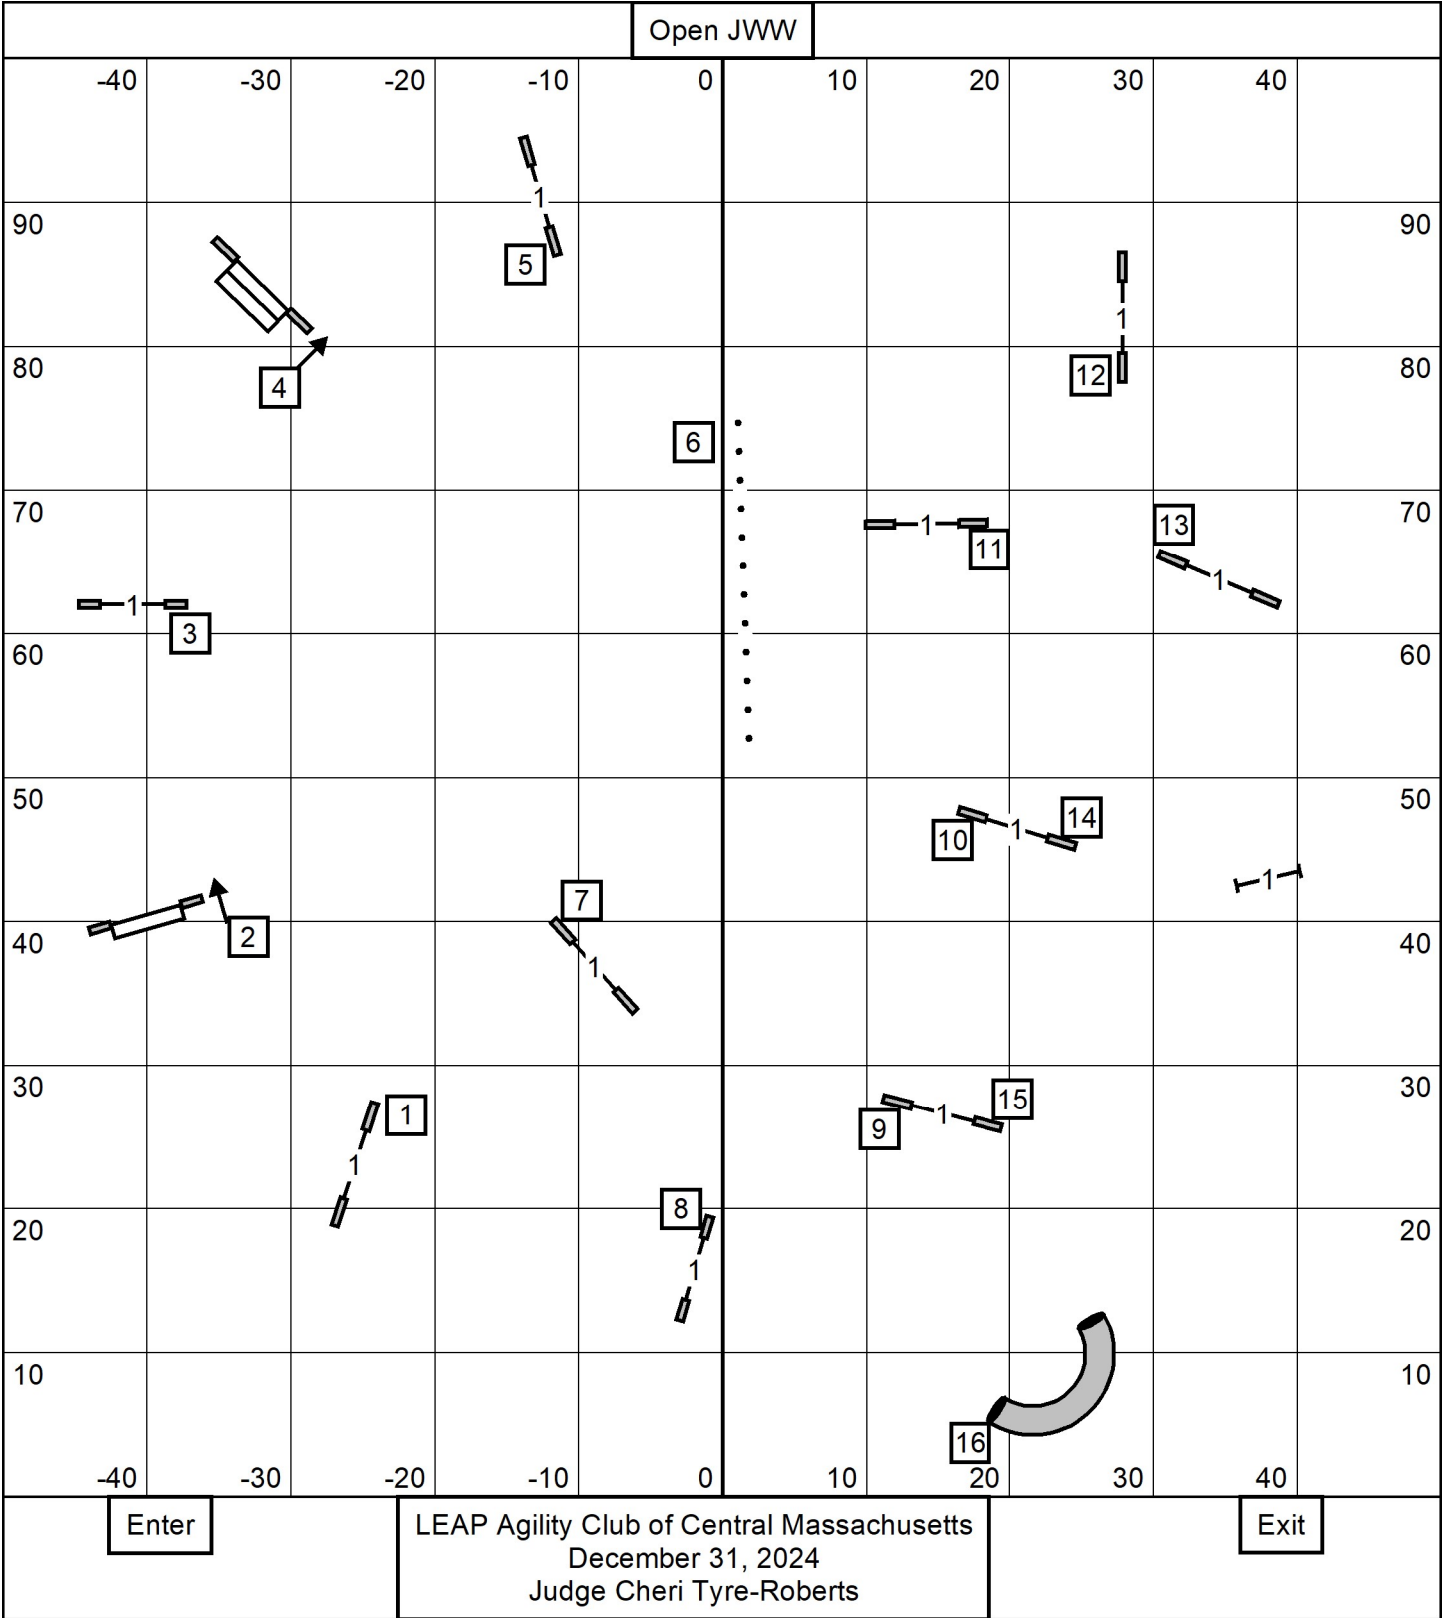 Open JWW
-40 -30 -20 -10 0 10 20 30 40
1
90 90
5
1
80 12 80
4
6
70 13 70
1 11
1
1
3
60 60
50 50
14
10 1
1
7
40 2 40
1
30 30
1 15
9 1
1
8
20 20
1
10 10
16
-40 -30 -20 -10 0 10 20 30 40
Enter
LEAP Agility Club of Central Massachusetts
December 31, 2024
Judge Cheri Tyre-Roberts
Exit